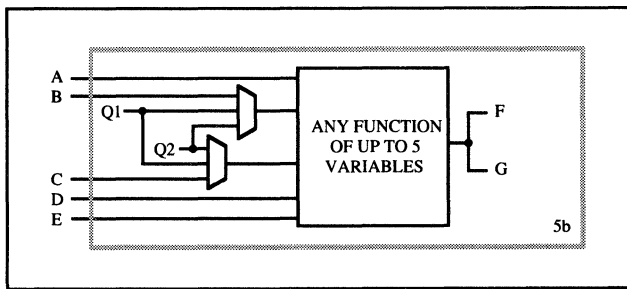 A
B
Q1
Q2
C
D
E
ANY FUNCTION
OF UP TO 5
VARIABLES
F
G
5b